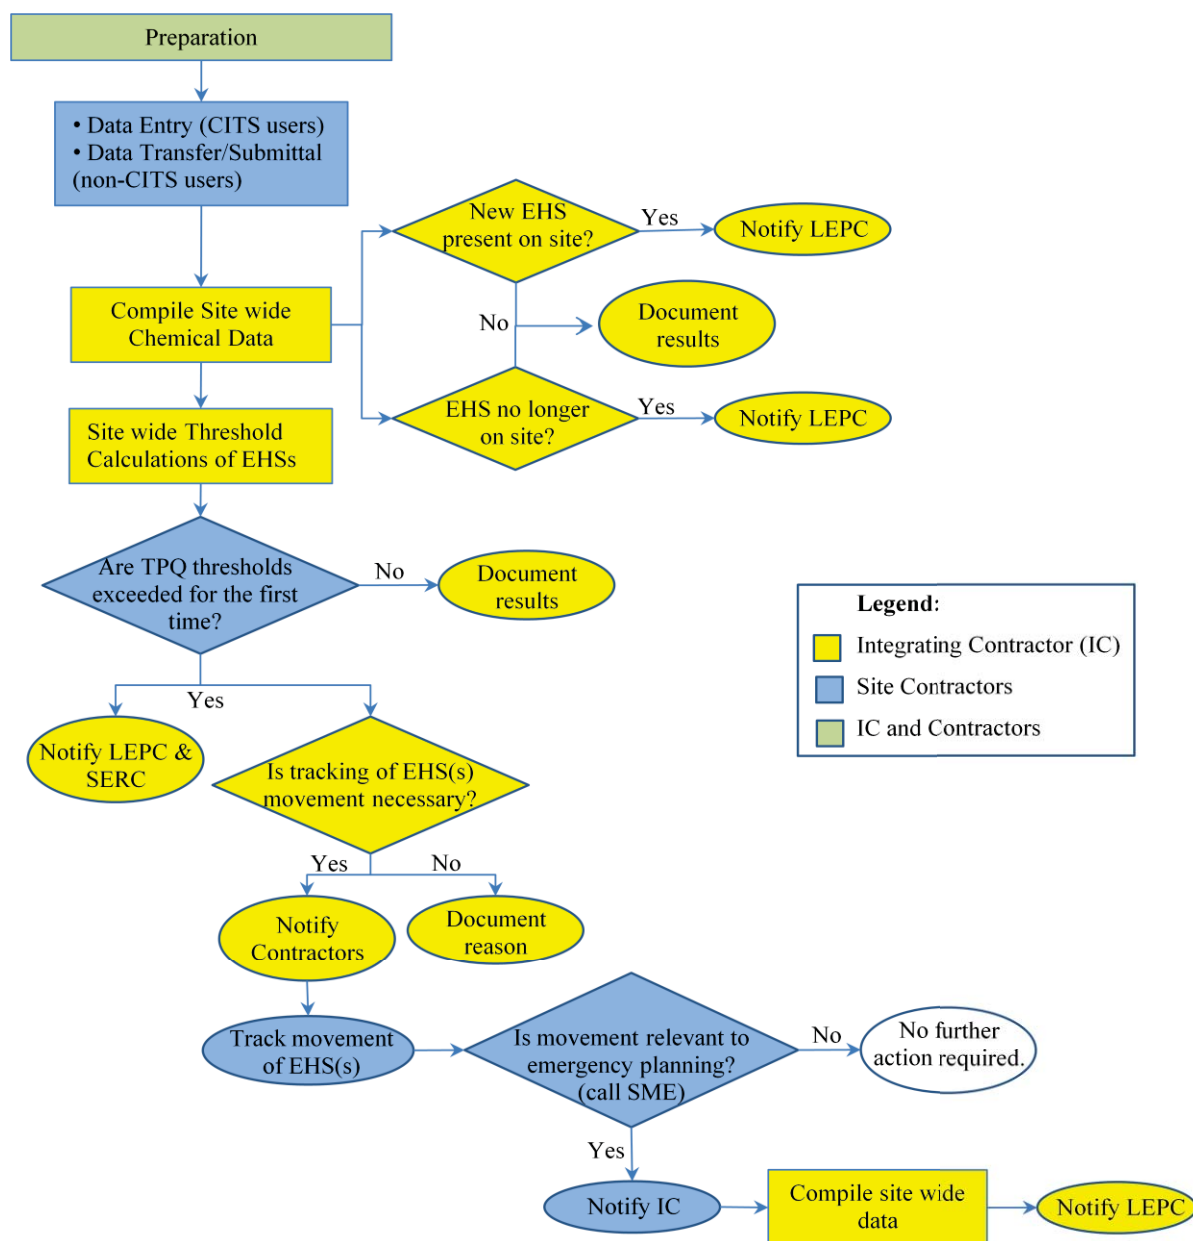 Preparation
• Data Entry (CITS users)
• Data Transfer/Submittal
(non-CITS users)
New EHS
present on site?
Yes
Notify LEPC
Compile Site wide
Chemical Data
No
Document
results
EHS no longer
on site?
Yes
Notify LEPC
Site wide Threshold
Calculations of EHSs
Are TPQ thresholds
exceeded for the first
time?
No
Document
results
Legend:
Integrating Contractor (IC)
Site Contractors
IC and Contractors
Yes
Notify LEPC &
SERC
Is tracking of EHS(s)
movement necessary?
Yes
No
Notify
Contractors
Document
reason
Track movement
of EHS(s)
Is movement relevant to
emergency planning?
(call SME)
No
No further
action required.
Yes
Notify IC
Compile site wide
data
Notify LEPC